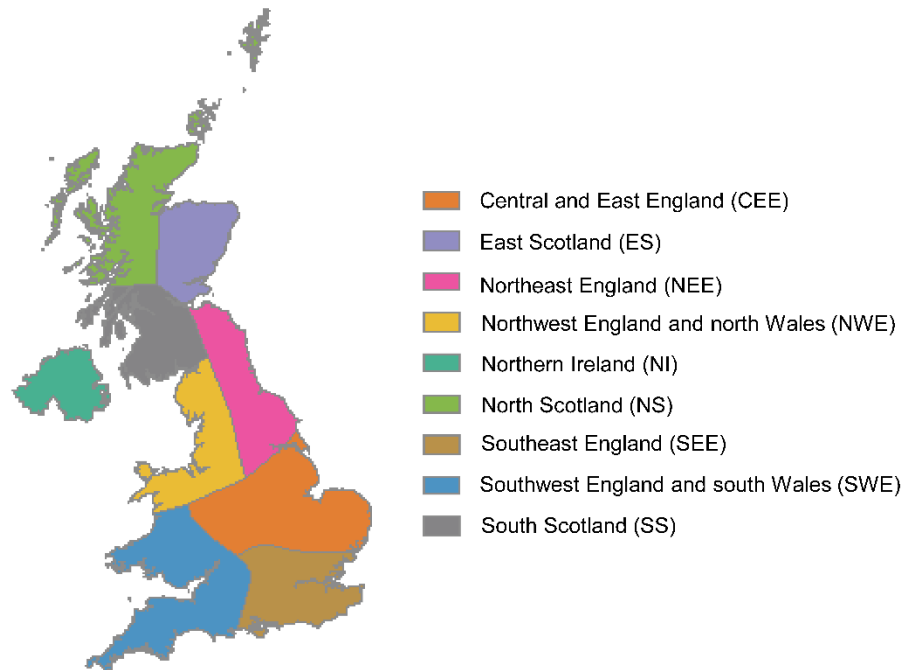 Central and East England (CEE)
East Scotland (ES)
Northeast England (NEE)
Northwest England and north Wales (NWE)
Northern Ireland (NI)
North Scotland (NS)
Southeast England (SEE)
Southwest England and south Wales (SWE)
South Scotland (SS)